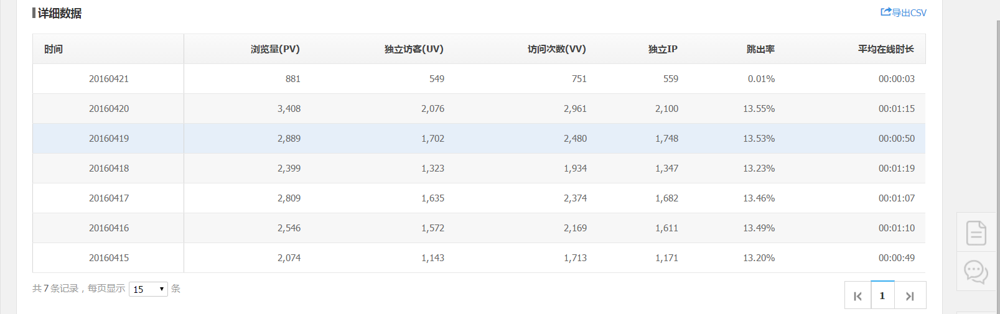 详细数据 导出CSV
时间 浏览量(PV) 独立访客(UV) 访问次数(VV) 独立IP 跳出率 平均在线时长
20160421 881 549 751 559 0.01% 00:00:03
20160420 3,408 2,076 2,961 2,100 13.55% 00:01:15
20160419 2,889 1,702 2,480 1,748 13.53% 00:00:50
20160418 2,399 1,323 1,934 1,347 13.23% 00:01:19
20160417 2,809 1,635 2,374 1,682 13.46% 00:01:07
20160416 2,546 1,572 2,169 1,611 13.49% 00:01:10
20160415 2,074 1,143 1,713 1,171 13.20% 00:00:49
共7条记录，每页显示 15 条 1